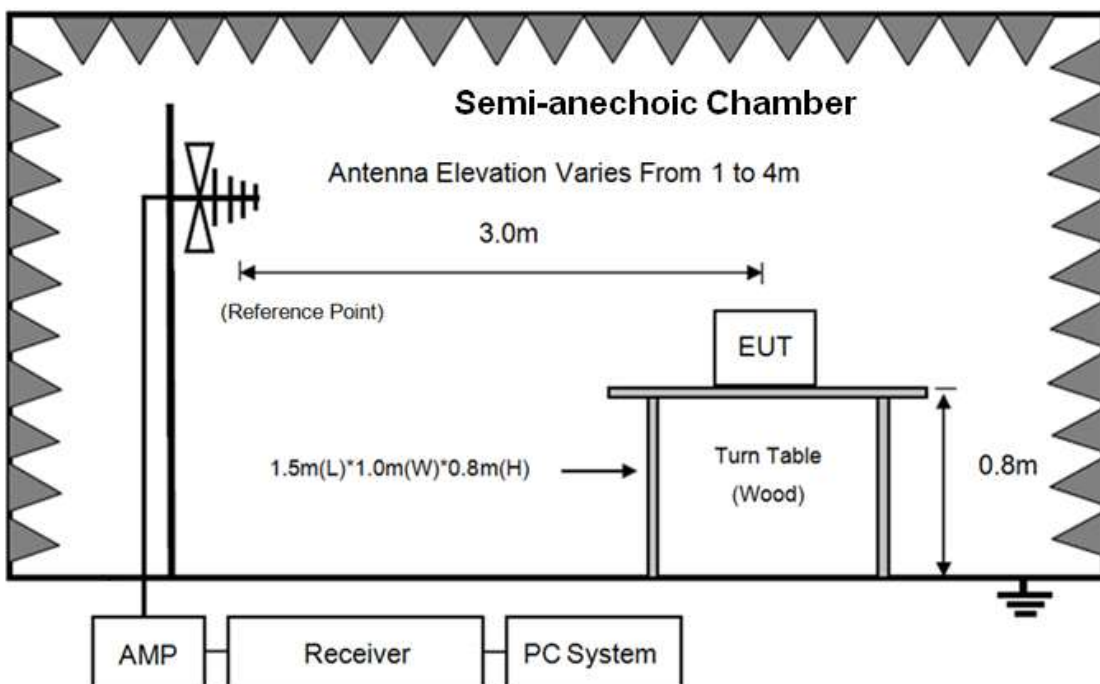 Semi-anechoic Chamber
Antenna Elevation Varies From 1 to 4m
3.0m
(Reference Point)
EUT
1.5m(L)*1.0m(W)*0.8m(H)
Turn Table
(Wood)
0.8m
AMP
Receiver
PC System